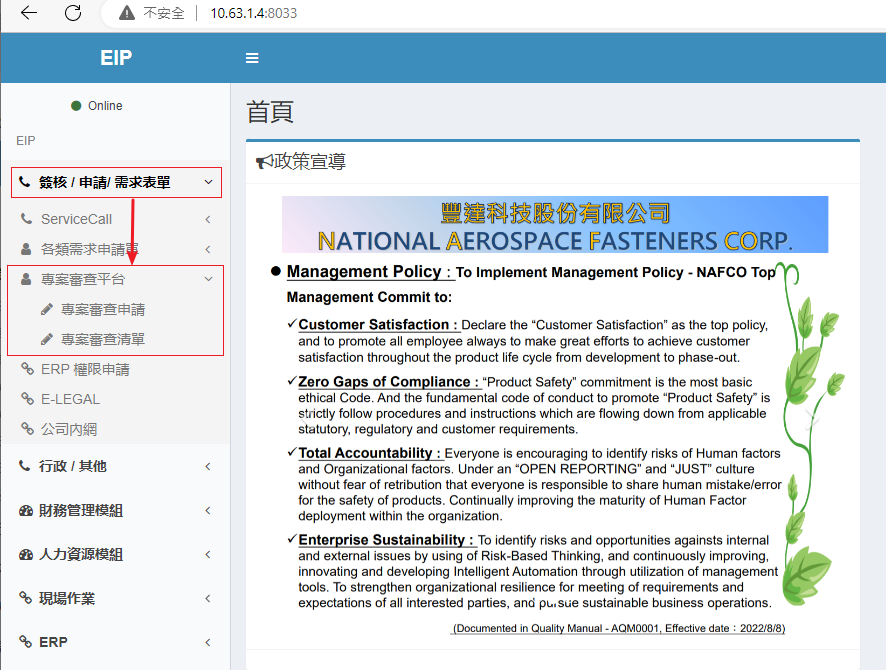 不安全
10.63.1.4:8033
EIP
Online
EIP
簽核 / 申請/ 需求表單
ServiceCall
各類需求申請單
專案審查平台
專案審查申請
專案審查清單
ERP 權限申請
E-LEGAL
公司內網
行政 / 其他
財務管理模組
人力資源模組
現場作業
ERP
首頁
政策宣導
豐達科技股份有限公司
NATIONAL AEROSPACE FASTENERS CORP.
● Management Policy : To Implement Management Policy - NAFCO Top
Management Commit to:
✓Customer Satisfaction : Declare the “Customer Satisfaction” as the top policy,
and to promote all employee always to make great efforts to achieve customer
satisfaction throughout the product life cycle from development to phase-out.
✓Zero Gaps of Compliance : “Product Safety” commitment is the most basic
ethical Code. And the fundamental code of conduct to promote “Product Safety” is
strictly follow procedures and instructions which are flowing down from applicable
statutory, regulatory and customer requirements.
✓Total Accountability : Everyone is encouraging to identify risks of Human factors
and Organizational factors. Under an “OPEN REPORTING” and “JUST” culture
without fear of retribution that everyone is responsible to share human mistake/error
for the safety of products. Continually improving the maturity of Human Factor
deployment within the organization.
✓Enterprise Sustainability : To identify risks and opportunities againsts internal
and external issues by using of Risk-Based Thinking, and continuously improving,
innovating and developing Intelligent Automation through utilization of management
tools. To strengthen organizational resilience for meeting of requirements and
expectations of all interested parties, and pursue sustainable business operations.
(Documented in Quality Manual - AQM0001, Effective date：2022/8/8)